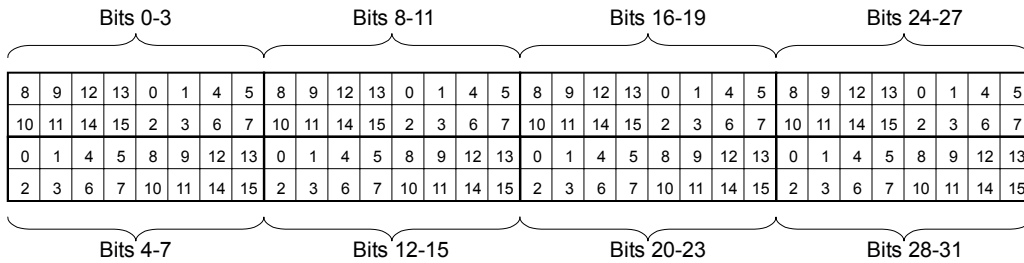 Bits 0-3 Bits 8-11 Bits 16-19 Bits 24-27
8 9 12 13 0 1 4 5 8 9 12 13 0 1 4 5 8 9 12 13 0 1 4 5 8 9 12 13 0 1 4 5
10 11 14 15 2 3 6 7 10 11 14 15 2 3 6 7 10 11 14 15 2 3 6 7 10 11 14 15 2 3 6 7
0 1 4 5 8 9 12 13 0 1 4 5 8 9 12 13 0 1 4 5 8 9 12 13 0 1 4 5 8 9 12 13
2 3 6 7 10 11 14 15 2 3 6 7 10 11 14 15 2 3 6 7 10 11 14 15 2 3 6 7 10 11 14 15
Bits 4-7 Bits 12-15 Bits 20-23 Bits 28-31